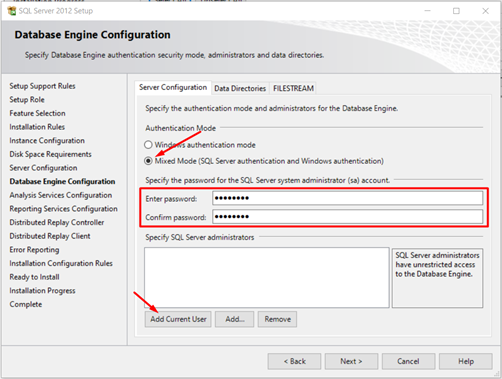 SQL Server 2012 Setup
Database Engine Configuration
Specify Database Engine authentication security mode, administrators and data directories.
Setup Support Rules
Setup Role
Feature Selection
Installation Rules
Instance Configuration
Disk Space Requirements
Server Configuration
Database Engine Configuration
Analysis Services Configuration
Reporting Services Configuration
Distributed Replay Controller
Distributed Replay Client
Error Reporting
Installation Configuration Rules
Ready to Install
Installation Progress
Complete
Server Configuration Data Directories FILESTREAM
Specify the authentication mode and administrators for the Database Engine.
Authentication Mode
Windows authentication mode
Mixed Mode (SQL Server authentication and Windows authentication)
Specify the password for the SQL Server system administrator (sa) account.
Enter password: ●●●●●●●●
Confirm password: ●●●●●●●●
Specify SQL Server administrators
SQL Server administrators
have unrestricted access
to the Database Engine.
Add Current User Add... Remove
< Back Next > Cancel Help